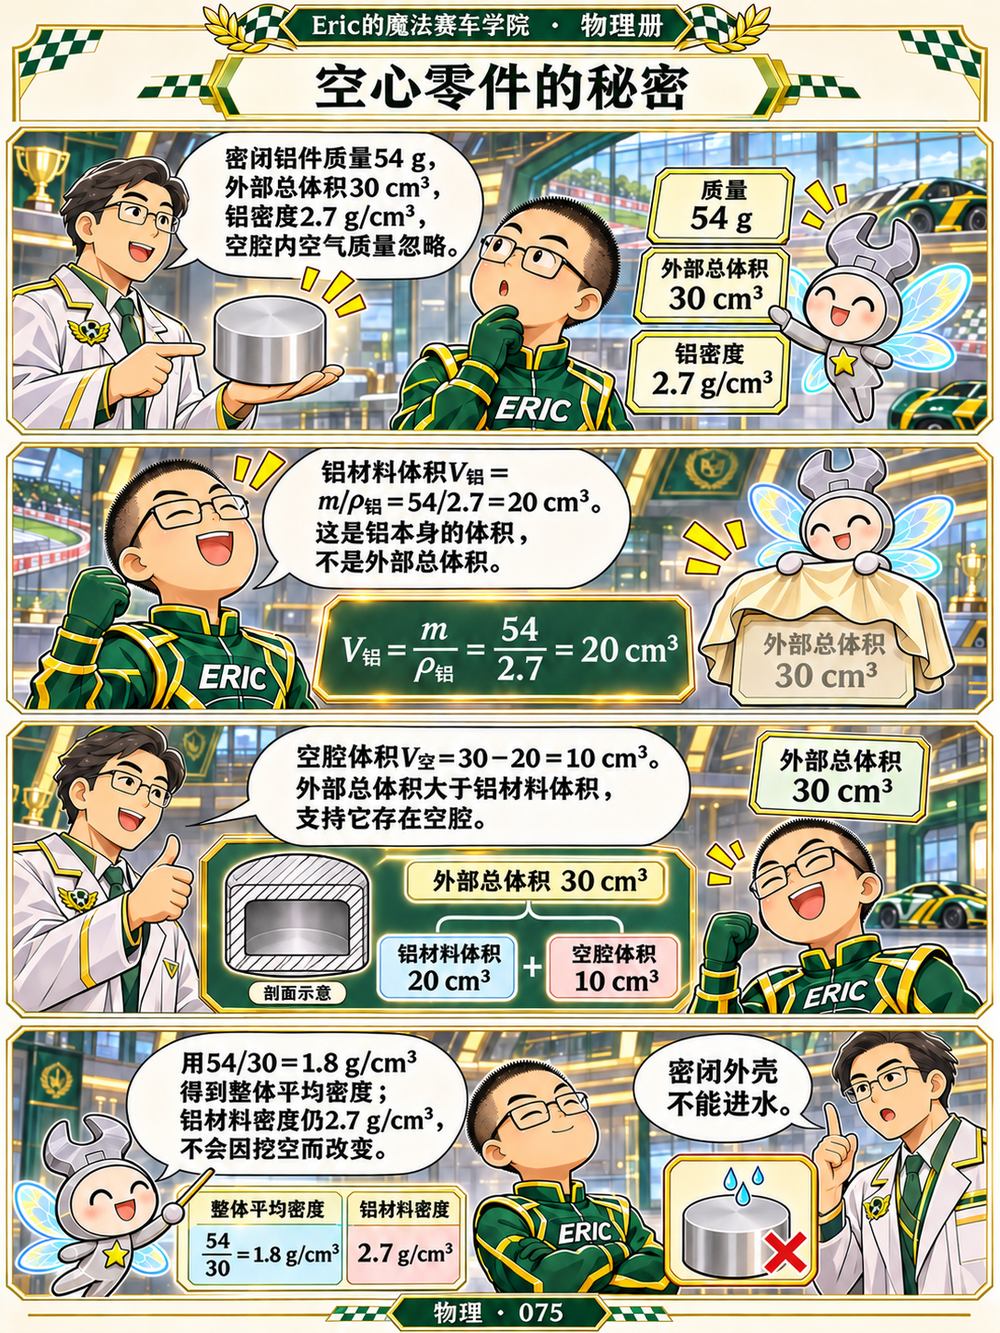 Eric的魔法赛车学院 · 物理册
空心零件的秘密
密闭铝件质量54 g,
外部总体积30 cm³,
铝密度2.7 g/cm³,
空腔内空气质量忽略。
质量
54 g
外部总体积
30 cm³
铝密度
2.7 g/cm³
ERIC
铝材料体积V铝=
m/ρ铝=54/2.7=20 cm³。
这是铝本身的体积,
不是外部总体积。
V铝 = m/ρ铝 = 54/2.7 = 20 cm³
外部总体积
30 cm³
ERIC
空腔体积V空=30−20=10 cm³。
外部总体积大于铝材料体积,
支持它存在空腔。
外部总体积
30 cm³
外部总体积 30 cm³
铝材料体积
20 cm³
+
空腔体积
10 cm³
剖面示意
ERIC
用54/30=1.8 g/cm³
得到整体平均密度;
铝材料密度仍2.7 g/cm³,
不会因挖空而改变。
密闭外壳
不能进水。
整体平均密度
54/30 = 1.8 g/cm³
铝材料密度
2.7 g/cm³
ERIC
物理 · 075